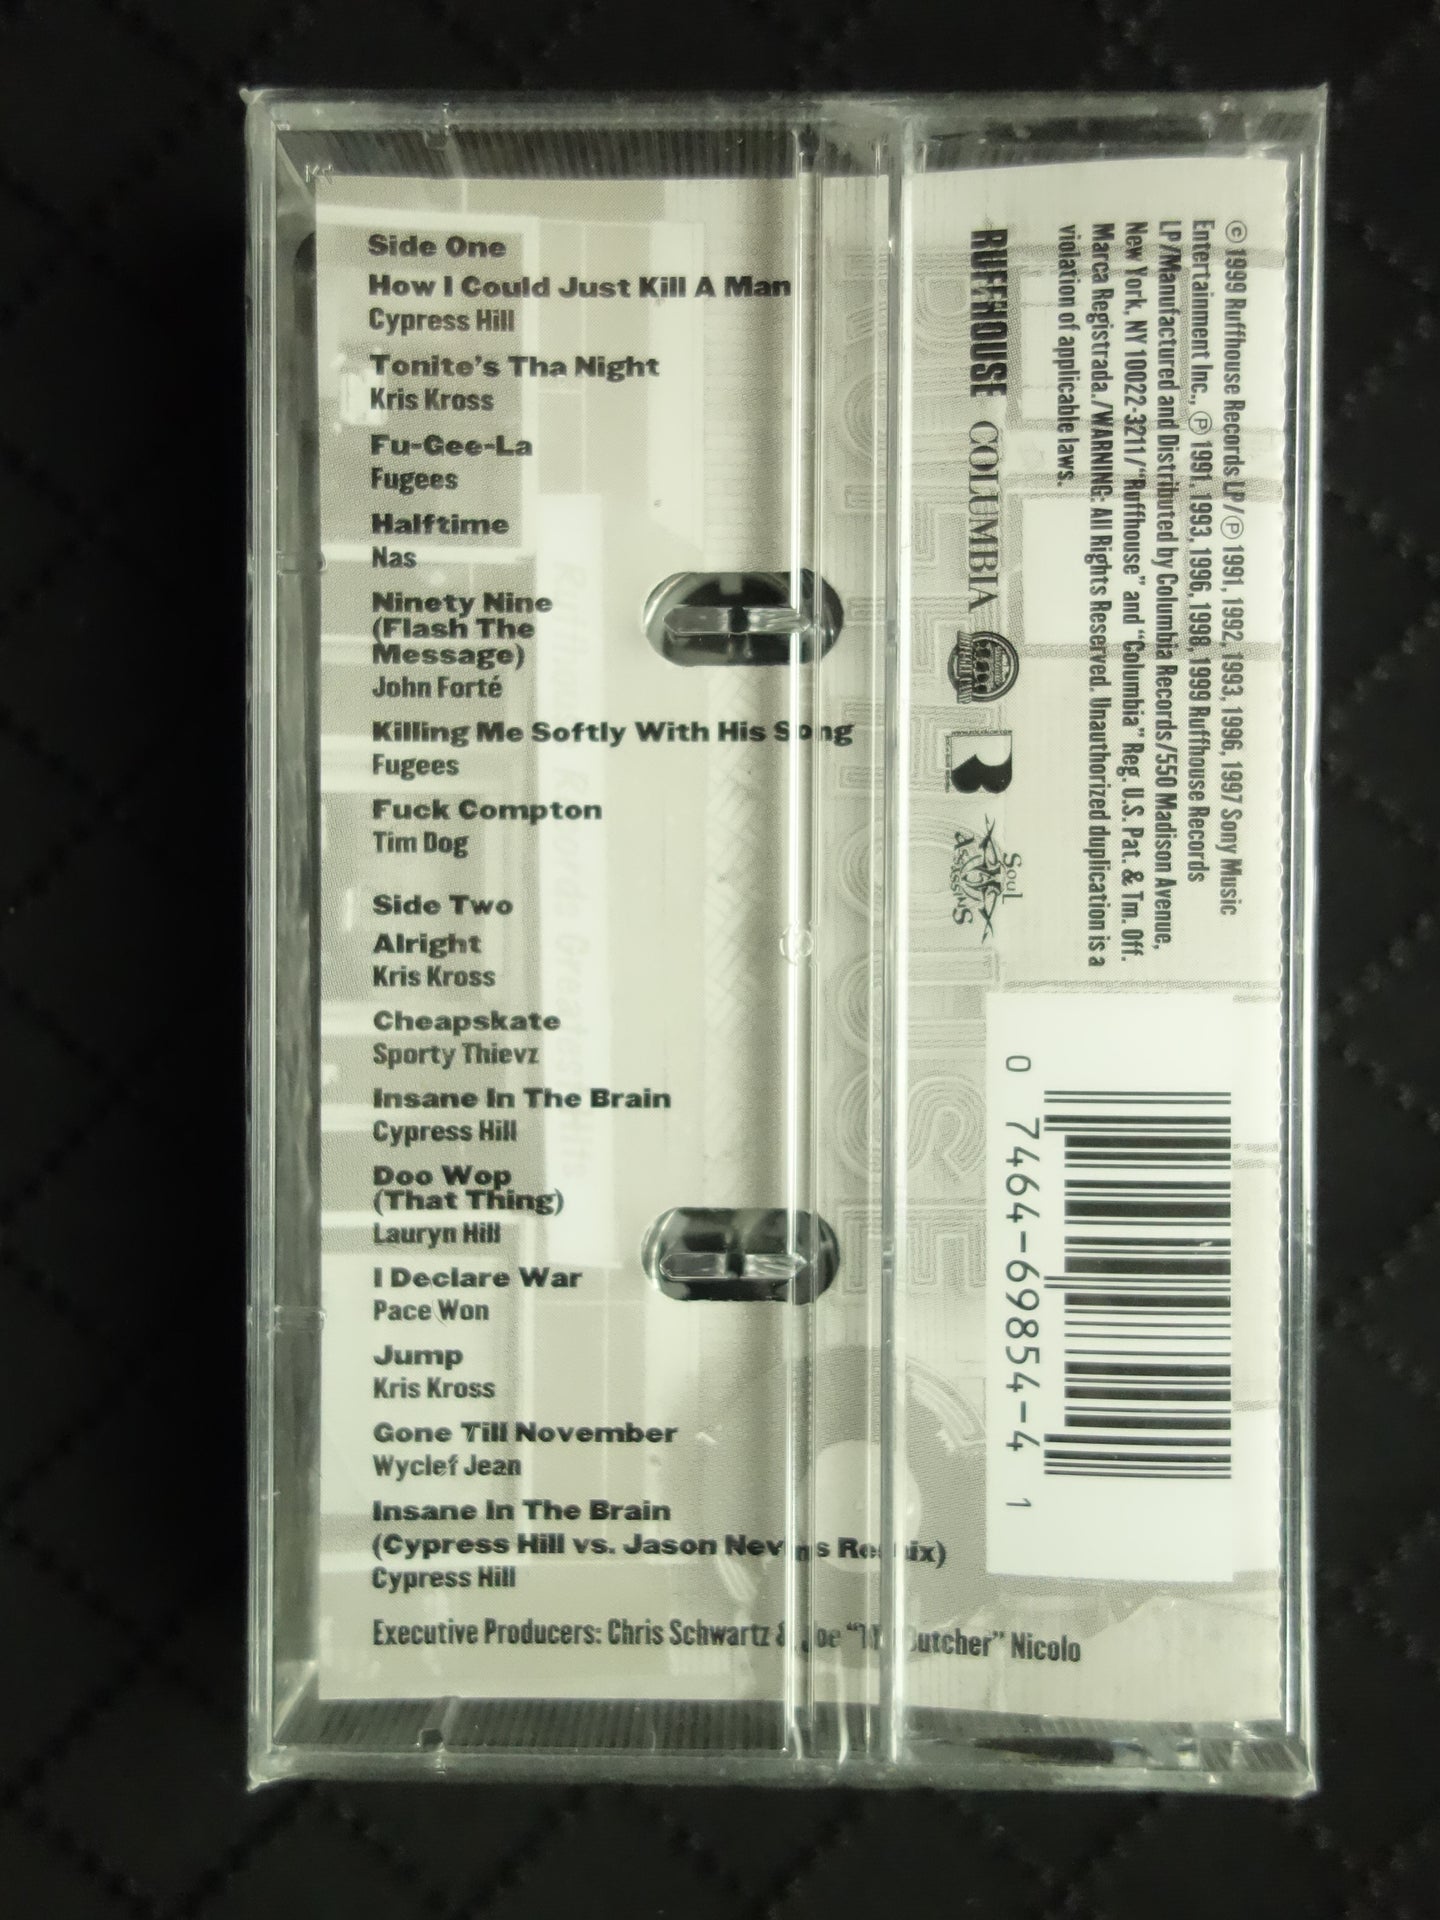 Side One
How I Could Just Kill A Man
Cypress Hill
Tonite's Tha Night
Kris Kross
Fu-Gee-La
Fugees
Halftime
Nas
Ninety Nine
(Flash The
Message)
John Forté
Killing Me Softly With His Song
Fugees
Fuck Compton
Tim Dog
Side Two
Alright
Kris Kross
Cheapskate
Sporty Thievz
Insane In The Brain
Cypress Hill
Doo Wop
(That Thing)
Lauryn Hill
I Declare War
Pace Won
Jump
Kris Kross
Gone Till November
Wyclef Jean
Insane In The Brain
(Cypress Hill vs. Jason Nevins Remix)
Cypress Hill
Executive Producers: Chris Schwartz & Joe "The Butcher" Nicolo
Ruffhouse Records Greatest Hits
RUFFHOUSE
© 1999 Ruffhouse Records LP/℗ 1991, 1992, 1993, 1996, 1997 Sony Music
Entertainment Inc., ℗ 1991, 1993, 1996, 1998, 1999 Ruffhouse Records
LP/Manufactured and Distributed by Columbia Records/550 Madison Avenue,
New York, NY 10022-3211/"Ruffhouse" and "Columbia" Reg. U.S. Pat. & Tm. Off.
Marca Registrada./WARNING: All Rights Reserved. Unauthorized duplication is a
violation of applicable laws.
RUFFHOUSE COLUMBIA
Soul
Assassins
0 7464-69854-4 1